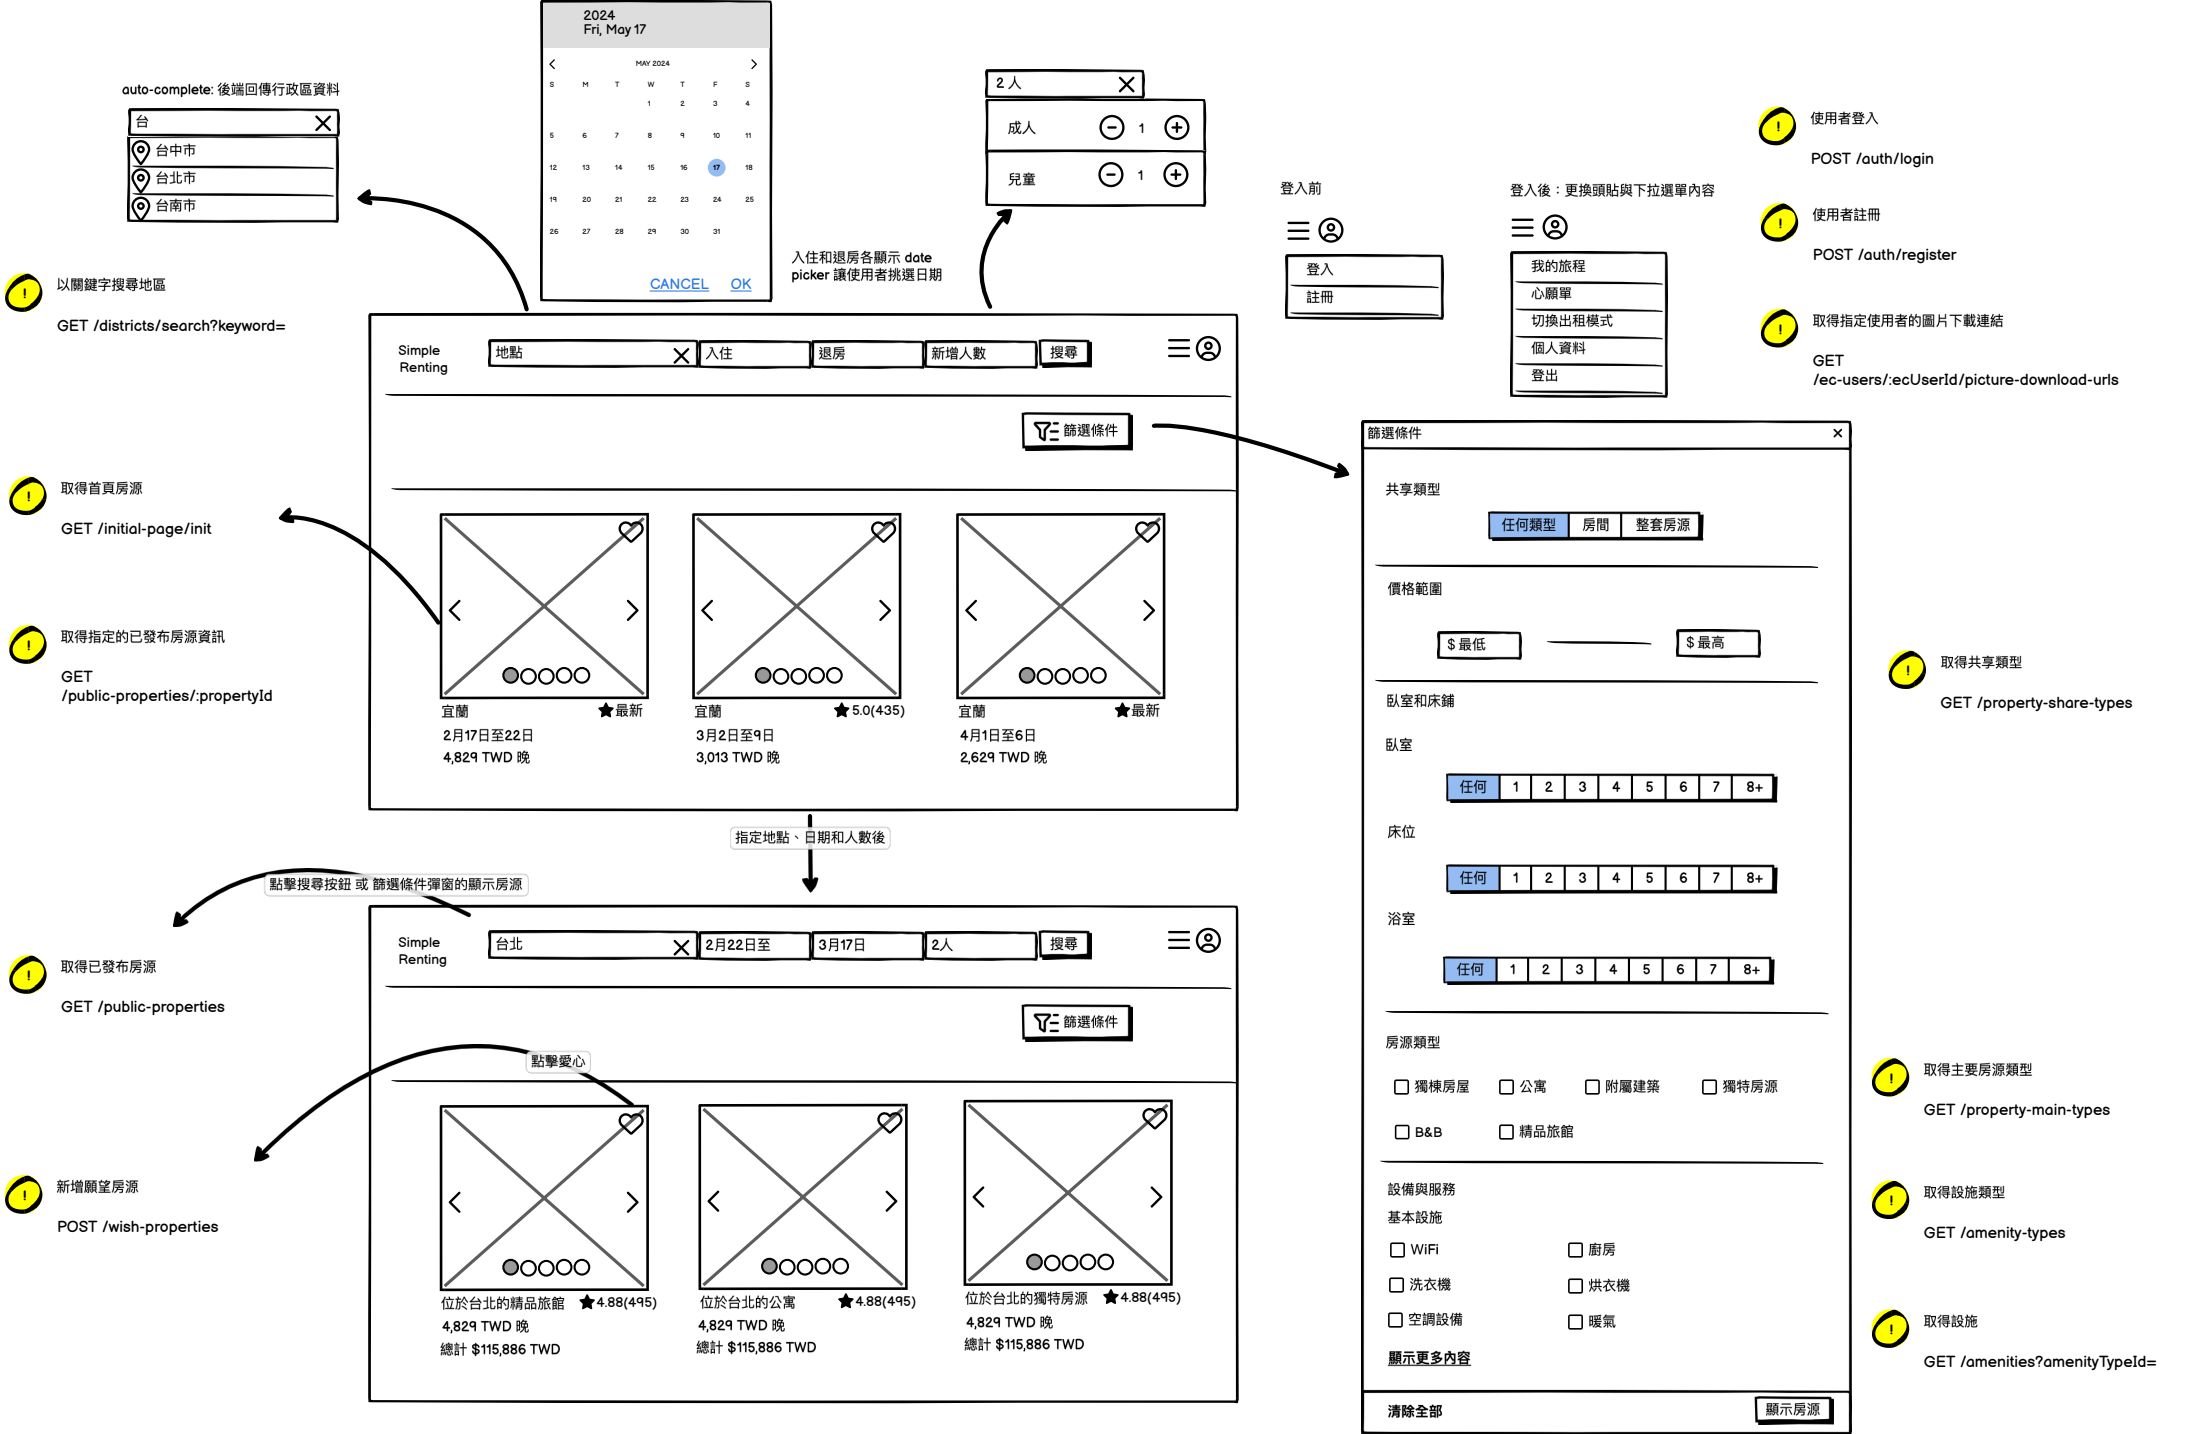 auto-complete: 後端回傳行政區資料
台
台中市
台北市
台南市
2024
Fri, May 17
MAY 2024
S M T W T F S
1 2 3 4
5 6 7 8 9 10 11
12 13 14 15 16 17 18
19 20 21 22 23 24 25
26 27 28 29 30 31
CANCEL OK
入住和退房各顯示 date
picker 讓使用者挑選日期
2 人
成人 1
兒童 1
登入前
登入
註冊
登入後：更換頭貼與下拉選單內容
我的旅程
心願單
切換出租模式
個人資料
登出
! 使用者登入
POST /auth/login
! 使用者註冊
POST /auth/register
! 取得指定使用者的圖片下載連結
GET
/ec-users/:ecUserId/picture-download-urls
! 以關鍵字搜尋地區
GET /districts/search?keyword=
! 取得首頁房源
GET /initial-page/init
! 取得指定的已發布房源資訊
GET
/public-properties/:propertyId
Simple
Renting
地點 入住 退房 新增人數 搜尋
篩選條件
宜蘭 最新
2月17日至22日
4,829 TWD 晚
宜蘭 5.0(435)
3月2日至9日
3,013 TWD 晚
宜蘭 最新
4月1日至6日
2,629 TWD 晚
指定地點、日期和人數後
點擊搜尋按鈕 或 篩選條件彈窗的顯示房源
! 取得已發布房源
GET /public-properties
Simple
Renting
台北 2月22日至 3月17日 2人 搜尋
篩選條件
點擊愛心
! 新增願望房源
POST /wish-properties
位於台北的精品旅館 4.88(495)
4,829 TWD 晚
總計 $115,886 TWD
位於台北的公寓 4.88(495)
4,829 TWD 晚
總計 $115,886 TWD
位於台北的獨特房源 4.88(495)
4,829 TWD 晚
總計 $115,886 TWD
篩選條件
共享類型
任何類型 房間 整套房源
價格範圍
$ 最低 $ 最高
臥室和床鋪
臥室
任何 1 2 3 4 5 6 7 8+
床位
任何 1 2 3 4 5 6 7 8+
浴室
任何 1 2 3 4 5 6 7 8+
房源類型
獨棟房屋 公寓 附屬建築 獨特房源
B&B 精品旅館
設備與服務
基本設施
WiFi 廚房
洗衣機 烘衣機
空調設備 暖氣
顯示更多內容
清除全部 顯示房源
! 取得共享類型
GET /property-share-types
! 取得主要房源類型
GET /property-main-types
! 取得設施類型
GET /amenity-types
! 取得設施
GET /amenities?amenityTypeId=